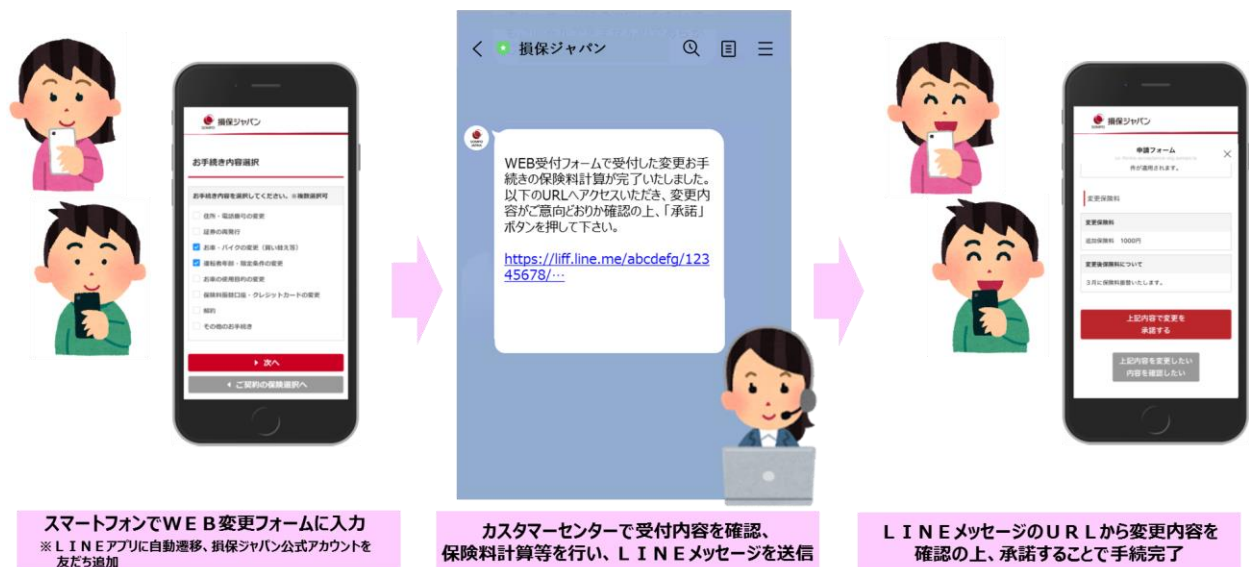 損保ジャパン
お手続き内容選択
お手続き内容を選択してください。※複数選択可
住所・電話番号の変更
証券の再発行
お車・バイクの変更（買い替え等）
運転者年齢・限定条件の変更
お車の使用目的の変更
保険料振替口座・クレジットカードの変更
解約
その他のお手続き
次へ
ご契約の保険選択へ
スマートフォンでＷＥＢ変更フォームに入力
※ＬＩＮＥアプリに自動遷移、損保ジャパン公式アカウントを
友だち追加
損保ジャパン
WEB受付フォームで受付した変更お手
続きの保険料計算が完了いたしました。
以下のURLへアクセスいただき、変更内
容がご意向どおりか確認の上、「承諾」
ボタンを押して下さい。
https://liff.line.me/abcdefg/123
45678/…
カスタマーセンターで受付内容を確認、
保険料計算等を行い、ＬＩＮＥメッセージを送信
損保ジャパン
申請フォーム
件が適用されます。
変更保険料
変更保険料
追加保険料 1000円
変更後保険料について
3月に保険料振替いたします。
上記内容で変更を
承諾する
上記内容を変更したい
内容を確認したい
ＬＩＮＥメッセージのＵＲＬから変更内容を
確認の上、承諾することで手続完了